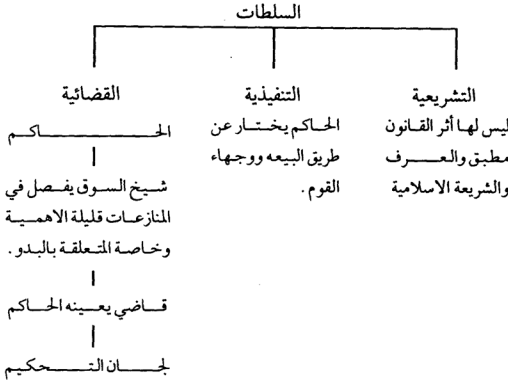 السلطات
التشريعية
ليس لها أثر القانون
مطبق والعرف
والشريعة الاسلامية
التنفيذية
الحاكم يختار عن
طريق البيعه ووجهاء
القوم .
القضائية
الحاكم
شيخ السوق يفصل في
المنازعات قليلة الاهمية
وخاصة المتعلقة بالبدو .
قاضي يعينه الحاكم
لجان التحكيم